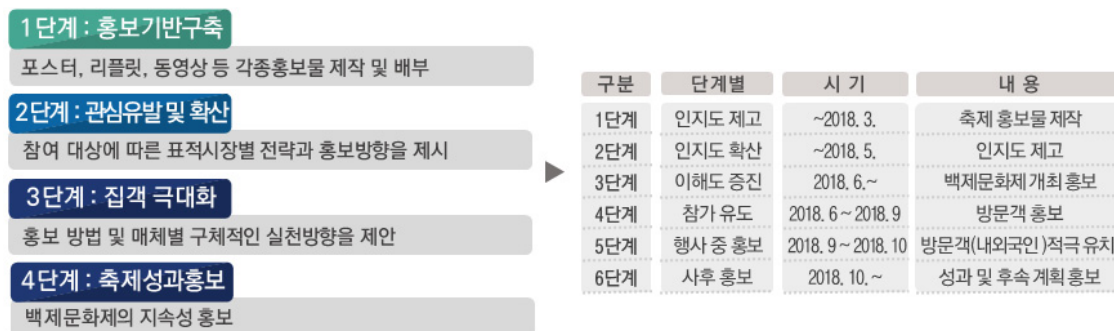 1단계 : 홍보기반구축
포스터, 리플릿, 동영상 등 각종홍보물 제작 및 배부
2단계 : 관심유발 및 확산
참여 대상에 따른 표적시장별 전략과 홍보방향을 제시
3단계 : 집객 극대화
홍보 방법 및 매체별 구체적인 실천방향을 제안
4단계 : 축제성과홍보
백제문화제의 지속성 홍보
구분 단계별 시 기 내 용
1단계 인지도 제고 ~2018. 3. 축제 홍보물 제작
2단계 인지도 확산 ~2018. 5. 인지도 제고
3단계 이해도 증진 2018. 6.~ 백제문화제 개최 홍보
4단계 참가 유도 2018. 6 ~ 2018. 9 방문객 홍보
5단계 행사 중 홍보 2018. 9 ~ 2018. 10 방문객(내외국인)적극 유치
6단계 사후 홍보 2018. 10. ~ 성과 및 후속 계획 홍보